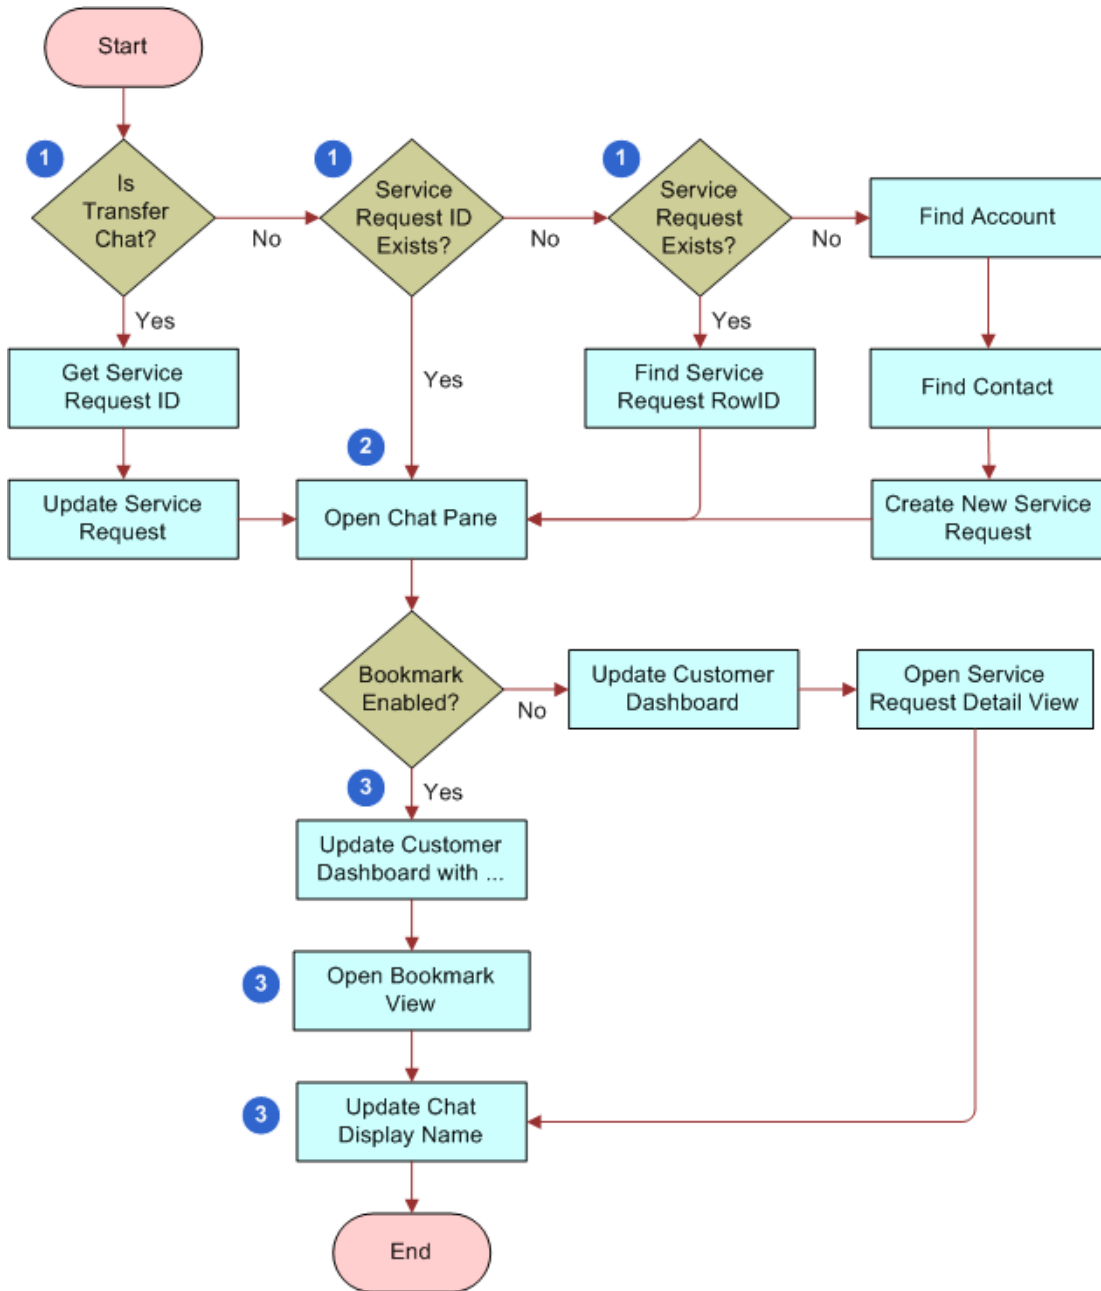 Start
1
Is
Transfer
Chat?
No
1
Service
Request ID
Exists?
No
1
Service
Request
Exists?
No
Find Account
Yes
Yes
Yes
Get Service
Request ID
Find Service
Request RowID
Find Contact
2
Update Service
Request
Open Chat Pane
Create New Service
Request
Bookmark
Enabled?
No
Update Customer
Dashboard
Open Service
Request Detail View
3
Yes
Update Customer
Dashboard with ...
3
Open Bookmark
View
3
Update Chat
Display Name
End